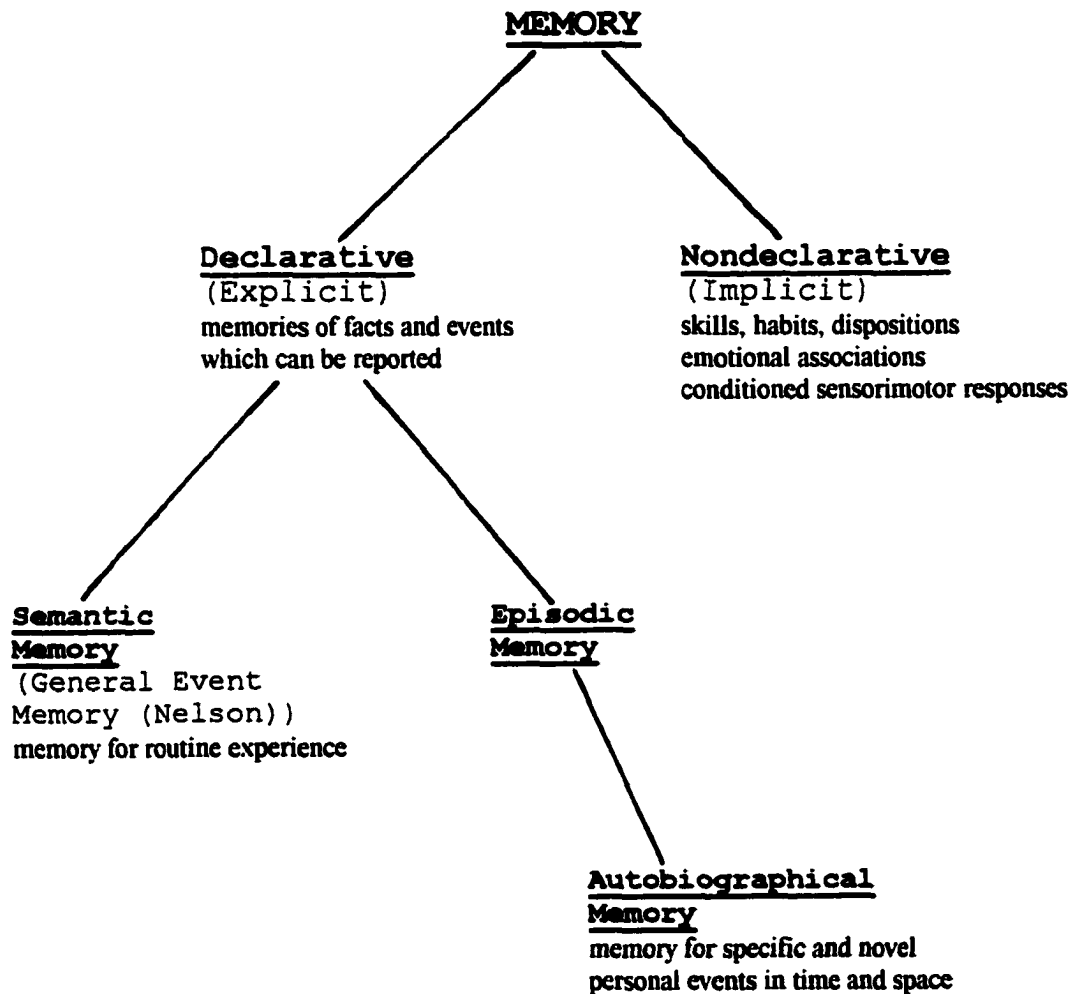 MEMORY
Declarative
(Explicit)
memories of facts and events
which can be reported
Nondeclarative
(Implicit)
skills, habits, dispositions
emotional associations
conditioned sensorimotor responses
Semantic
Memory
(General Event
Memory (Nelson))
memory for routine experience
Episodic
Memory
Autobiographical
Memory
memory for specific and novel
personal events in time and space